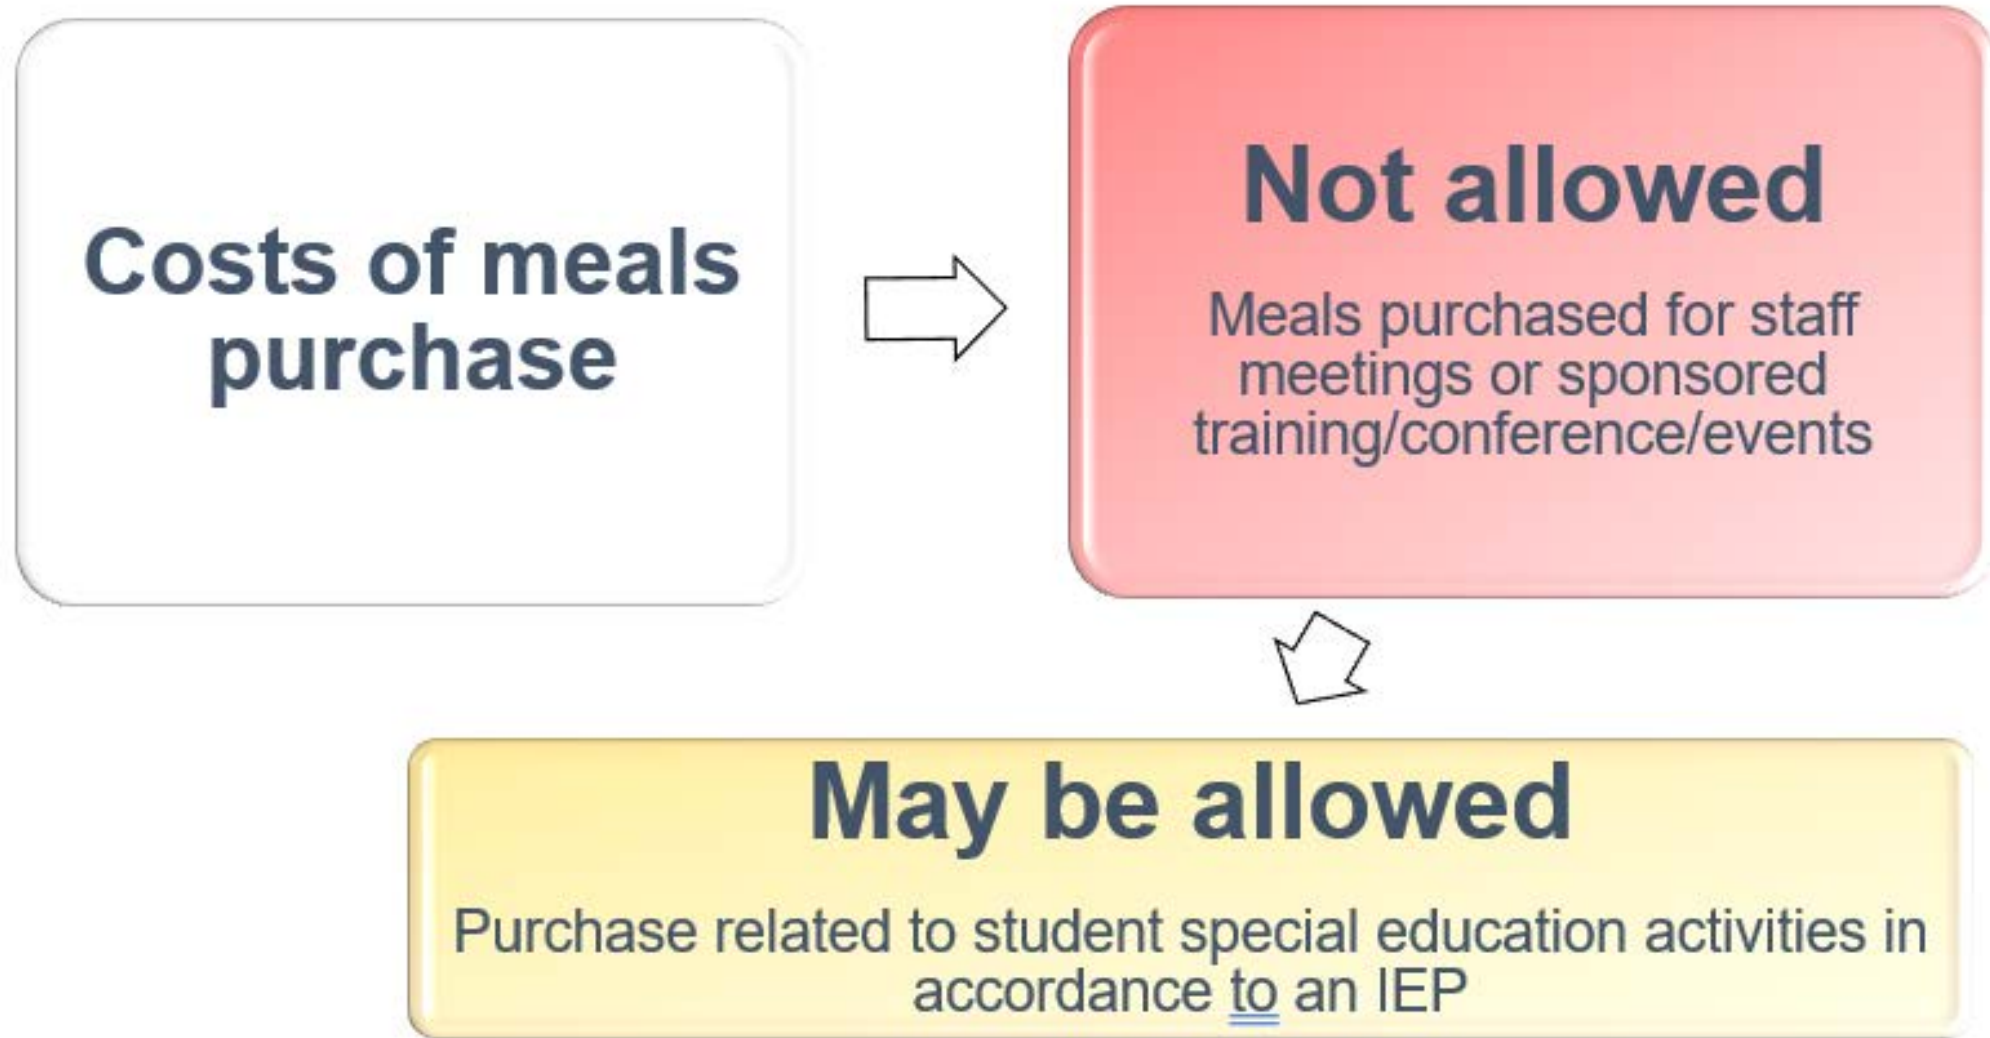 Costs of meals
purchase
Not allowed
Meals purchased for staff
meetings or sponsored
training/conference/events
May be allowed
Purchase related to student special education activities in
accordance to an IEP